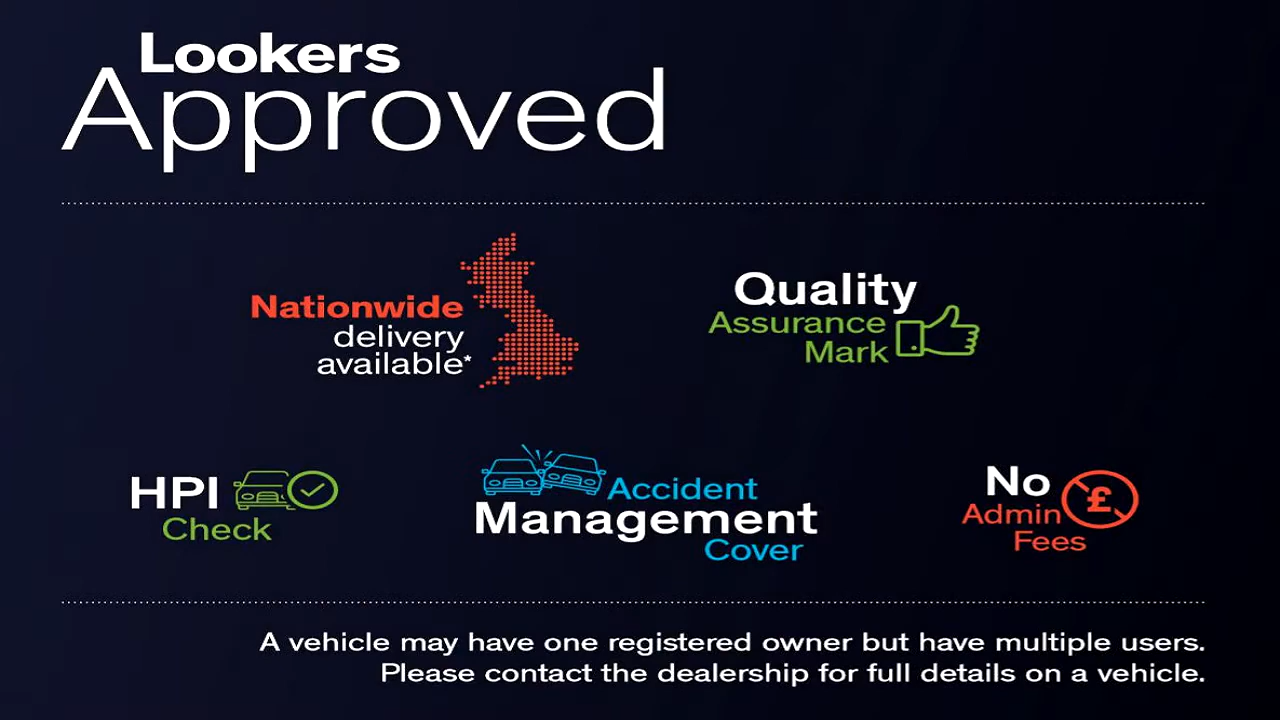 Lookers
Approved
Nationwide
delivery
available*
Quality
Assurance
Mark
HPI
Check
Accident
Management
Cover
No
£
Admin
Fees
A vehicle may have one registered owner but have multiple users.
Please contact the dealership for full details on a vehicle.